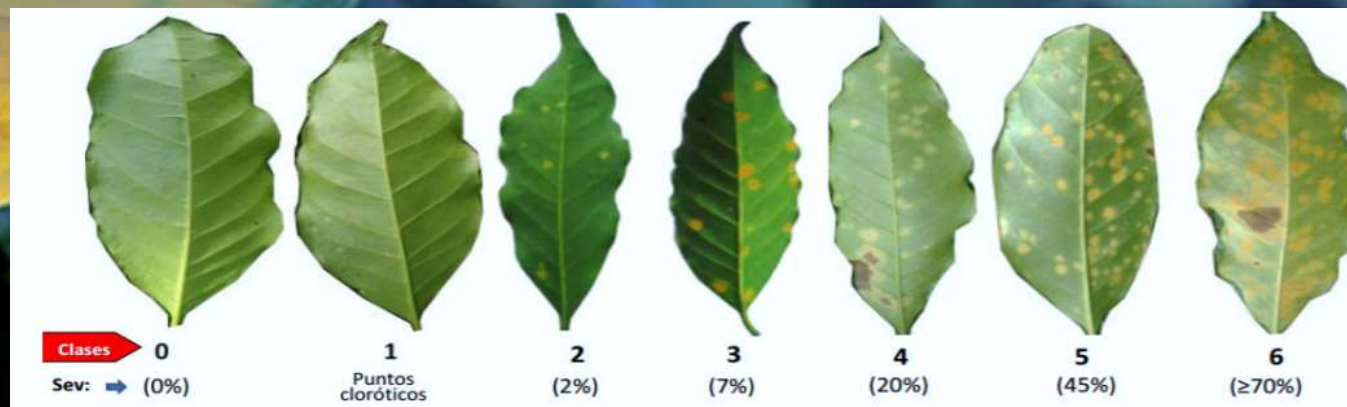 Clases 0 1 2 3 4 5 6
Sev: (0%) Puntos cloróticos (2%) (7%) (20%) (45%) (≥70%)